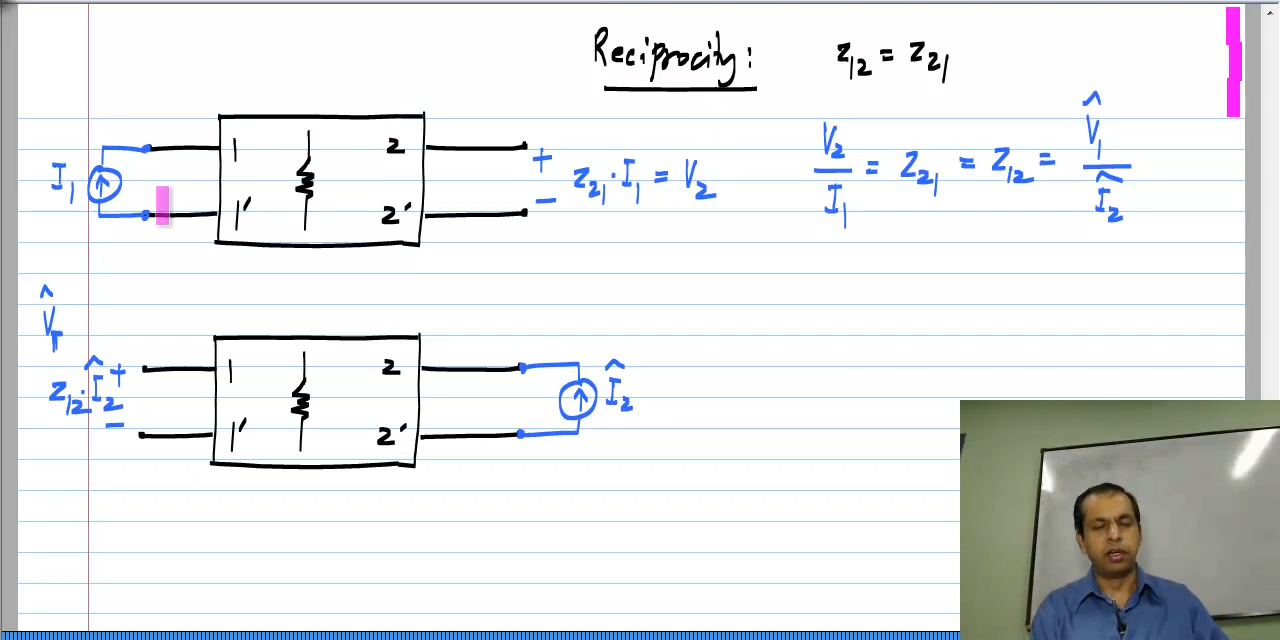 Reciprocity: z₁₂ = z₂₁
I₁ 1 1′ 2 2′ + − z₂₁·I₁ = V₂
V₂/I₁ = z₂₁ = z₁₂ = V̂₁/Î₂
V̂₁
z₁₂·Î₂ + − 1 1′ 2 2′ Î₂